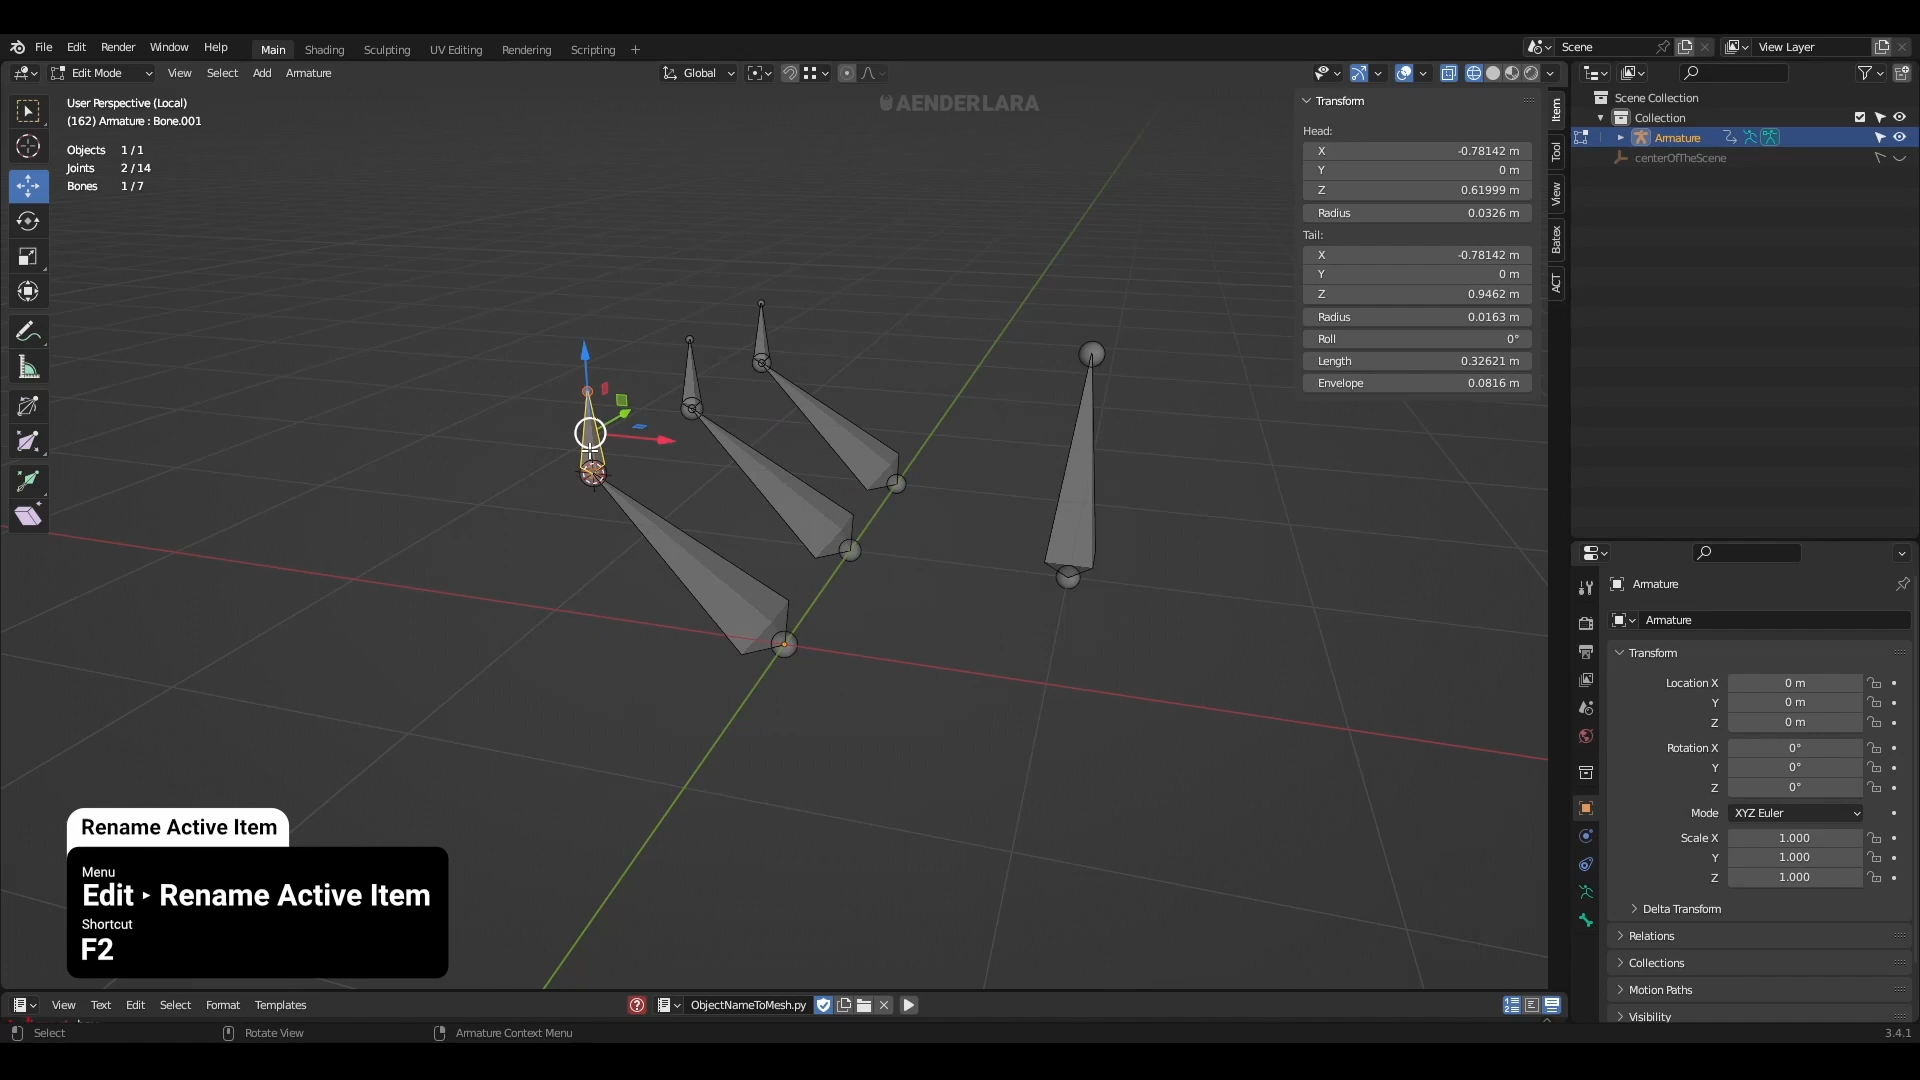 File Edit Render Window Help Main Shading Sculpting UV Editing Rendering Scripting + Scene View Layer
Edit Mode View Select Add Armature Global
User Perspective (Local)
(162) Armature : Bone.001
Objects 1 / 1
Joints 2 / 14
Bones 1 / 7
AENDERLARA
Transform
Head:
X -0.78142 m
Y 0 m
Z 0.61999 m
Radius 0.0326 m
Tail:
X -0.78142 m
Y 0 m
Z 0.9462 m
Radius 0.0163 m
Roll 0°
Length 0.32621 m
Envelope 0.0816 m
Item
Tool
View
Batex
ACT
Scene Collection
Collection
Armature
centerOfTheScene
Armature
Armature
Transform
Location X 0 m
Y 0 m
Z 0 m
Rotation X 0°
Y 0°
Z 0°
Mode XYZ Euler
Scale X 1.000
Y 1.000
Z 1.000
Delta Transform
Relations
Collections
Motion Paths
Visibility
Rename Active Item
Menu
Edit ‣ Rename Active Item
Shortcut
F2
View Text Edit Select Format Templates ObjectNameToMesh.py
Select Rotate View Armature Context Menu 3.4.1